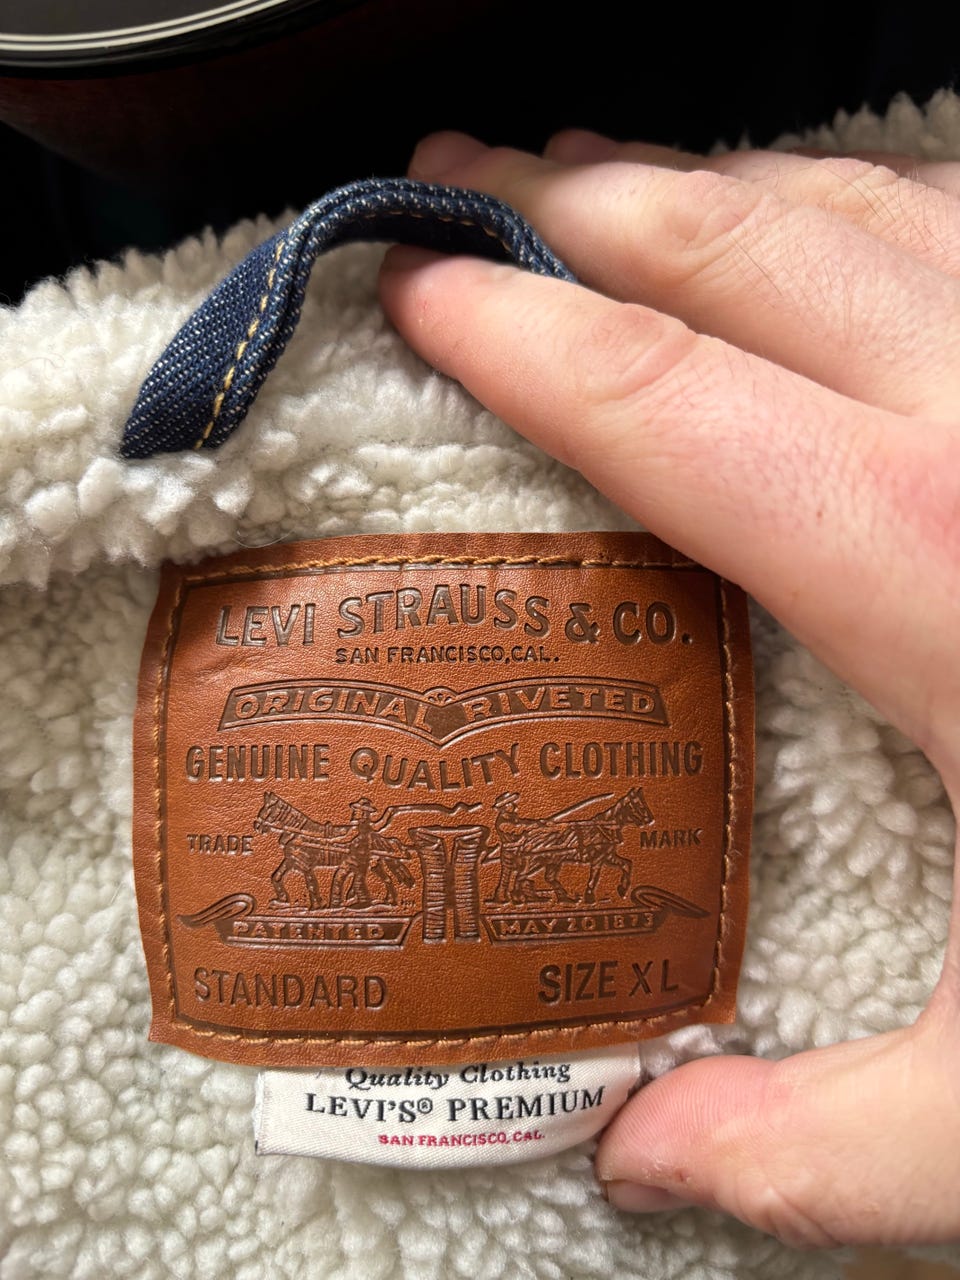 LEVI STRAUSS & CO.
SAN FRANCISCO, CAL.
ORIGINAL RIVETED
GENUINE QUALITY CLOTHING
TRADE MARK
PATENTED MAY 20 1873
STANDARD SIZE XL
Quality Clothing
LEVI'S® PREMIUM
SAN FRANCISCO, CAL.